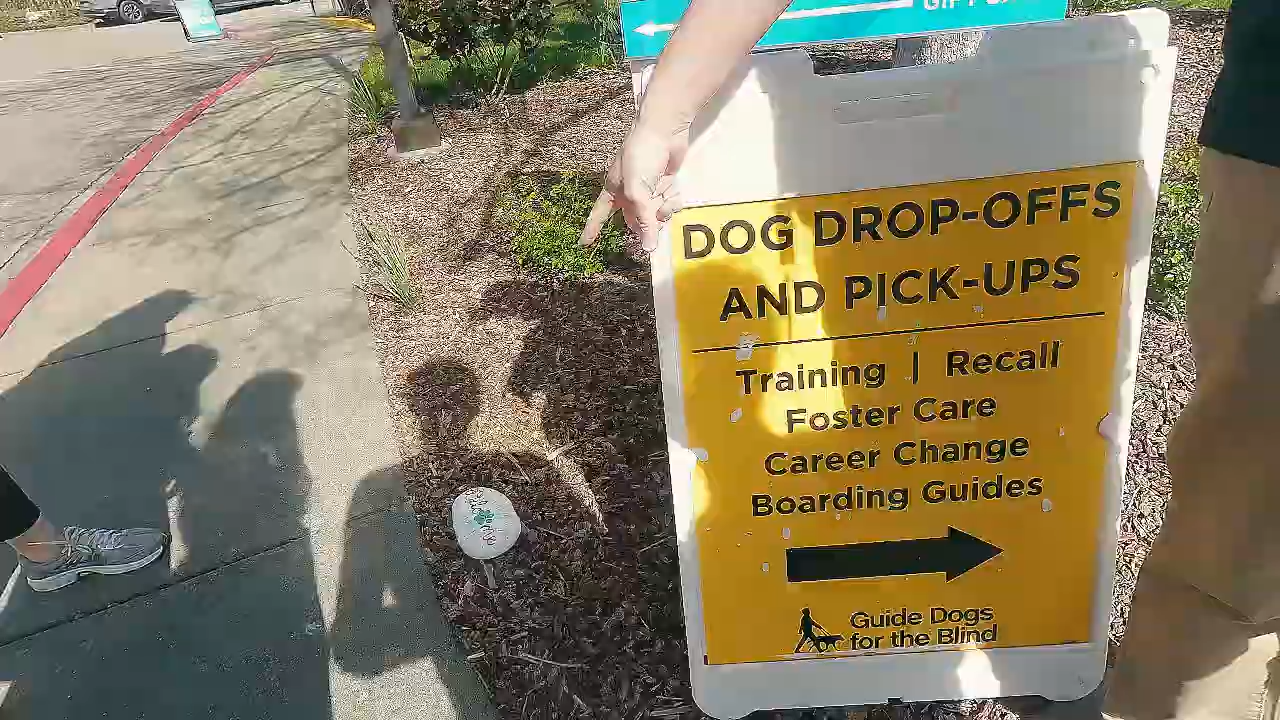 DOG DROP-OFFS
AND PICK-UPS
Training | Recall
Foster Care
Career Change
Boarding Guides
Guide Dogs
for the Blind